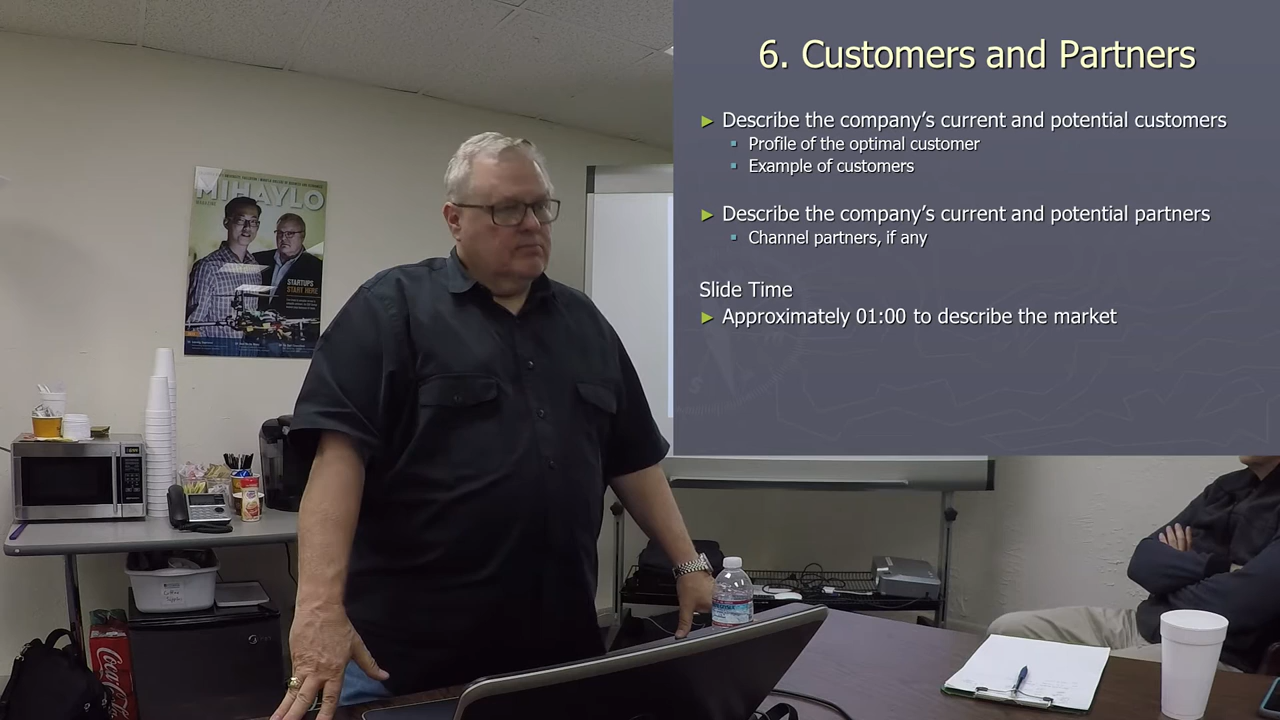 6. Customers and Partners
► Describe the company's current and potential customers
▪ Profile of the optimal customer
▪ Example of customers
► Describe the company's current and potential partners
▪ Channel partners, if any
Slide Time
► Approximately 01:00 to describe the market
MIHAYLO
MAGAZINE
STARTUPS
START HERE
Coca-Cola